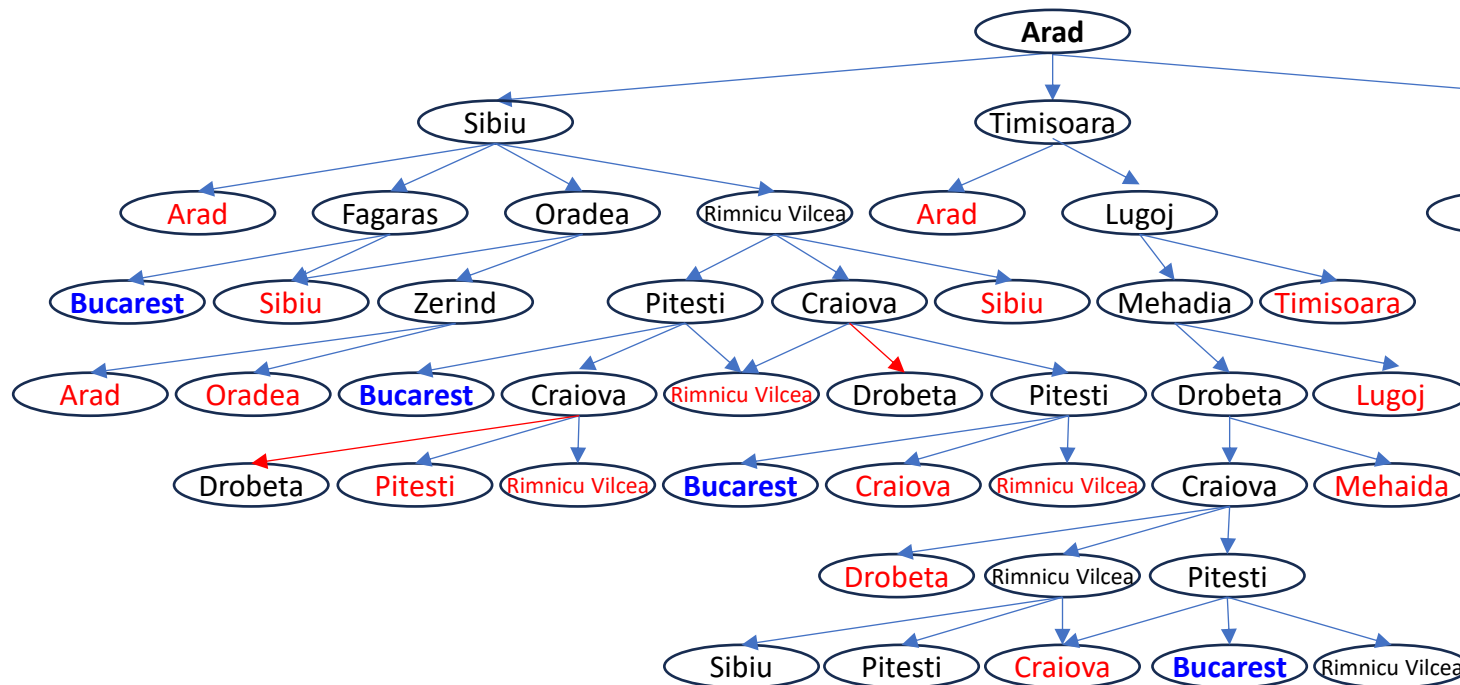 Arad
Sibiu
Timisoara
Arad
Fagaras
Oradea
Rimnicu Vilcea
Arad
Lugoj
Bucarest
Sibiu
Zerind
Pitesti
Craiova
Sibiu
Mehadia
Timisoara
Arad
Oradea
Bucarest
Craiova
Rimnicu Vilcea
Drobeta
Pitesti
Drobeta
Lugoj
Drobeta
Pitesti
Rimnicu Vilcea
Bucarest
Craiova
Rimnicu Vilcea
Craiova
Mehaida
Drobeta
Rimnicu Vilcea
Pitesti
Sibiu
Pitesti
Craiova
Bucarest
Rimnicu Vilcea